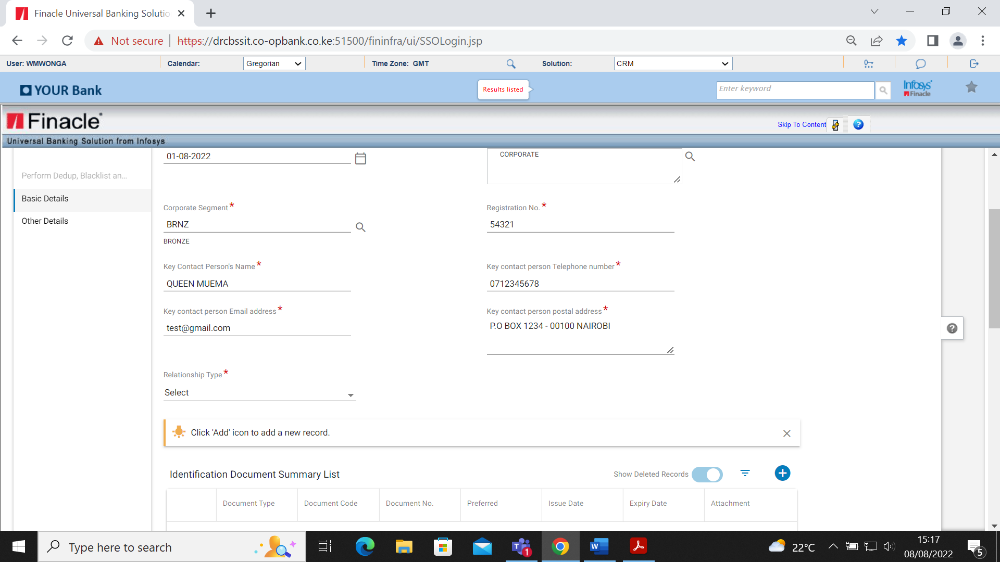 Finacle Universal Banking Solutio
Not secure https://drcbssit.co-opbank.co.ke:51500/fininfra/ui/SSOLogin.jsp
User: WMWONGA Calendar: Gregorian Time Zone: GMT Solution: CRM
YOUR Bank Results listed Enter keyword Infosys Finacle
Finacle Skip To Content
Universal Banking Solution from Infosys
01-08-2022 CORPORATE
Perform Dedup, Blacklist an...
Basic Details
Other Details
Corporate Segment * Registration No. *
BRNZ 54321
BRONZE
Key Contact Person's Name * Key contact person Telephone number *
QUEEN MUEMA 0712345678
Key contact person Email address * Key contact person postal address *
test@gmail.com P.O BOX 1234 - 00100 NAIROBI
Relationship Type *
Select
Click 'Add' icon to add a new record.
Identification Document Summary List Show Deleted Records
Document Type Document Code Document No. Preferred Issue Date Expiry Date Attachment
Type here to search 1 22°C 15:17
08/08/2022 5